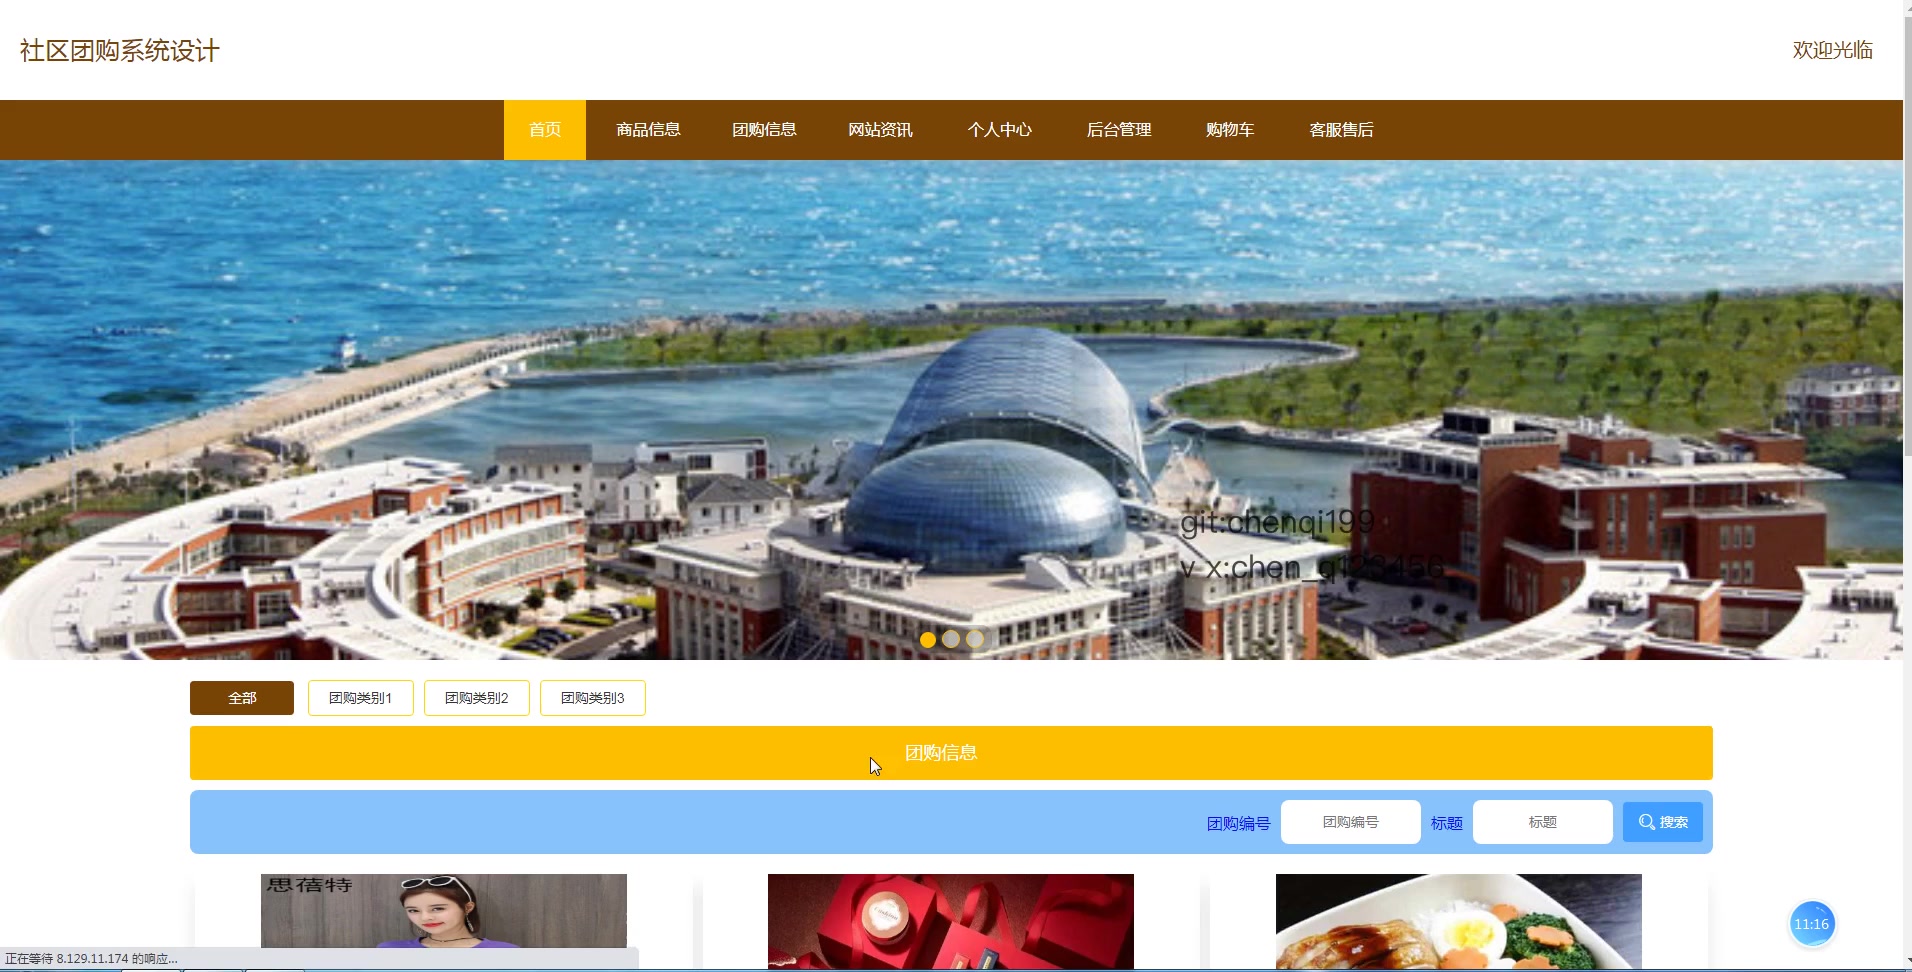 社区团购系统设计
欢迎光临
首页 商品信息 团购信息 网站资讯 个人中心 后台管理 购物车 客服售后
git:chenqi199
v x:chen_q123456
全部 团购类别1 团购类别2 团购类别3
团购信息
团购编号 团购编号 标题 标题 搜索
思蓓特
11:16
正在等待 8.129.11.174 的响应...